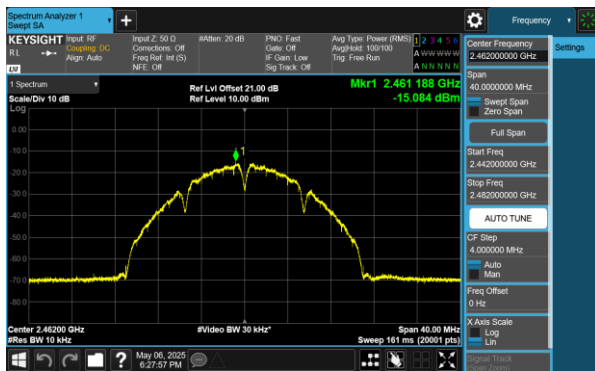 Spectrum Analyzer 1
Swept SA
Frequency
KEYSIGHT
RL
LXI
Input: RF
Coupling: DC
Align: Auto
Input Z: 50 Ω
Corrections: Off
Freq Ref: Int (S)
NFE: Off
#Atten: 20 dB
PNO: Fast
Gate: Off
IF Gain: Low
Sig Track: Off
Avg Type: Power (RMS)
Avg|Hold: 100/100
Trig: Free Run
1 2 3 4 5 6
A W W W W W
A N N N N N
1 Spectrum
Scale/Div 10 dB
Ref Lvl Offset 21.00 dB
Ref Level 10.00 dBm
Mkr1 2.461 188 GHz
-15.084 dBm
Log
0.00
-10.0
-20.0
-30.0
-40.0
-50.0
-60.0
-70.0
-80.0
1
Center 2.46200 GHz
#Res BW 10 kHz
#Video BW 30 kHz*
Span 40.00 MHz
Sweep 161 ms (20001 pts)
?
May 06, 2025
6:27:57 PM
Center Frequency
2.462000000 GHz
Span
40.0000000 MHz
Swept Span
Zero Span
Full Span
Start Freq
2.442000000 GHz
Stop Freq
2.482000000 GHz
AUTO TUNE
CF Step
4.000000 MHz
Auto
Man
Freq Offset
0 Hz
X Axis Scale
Log
Lin
Signal Track
(Span Zoom)
Settings